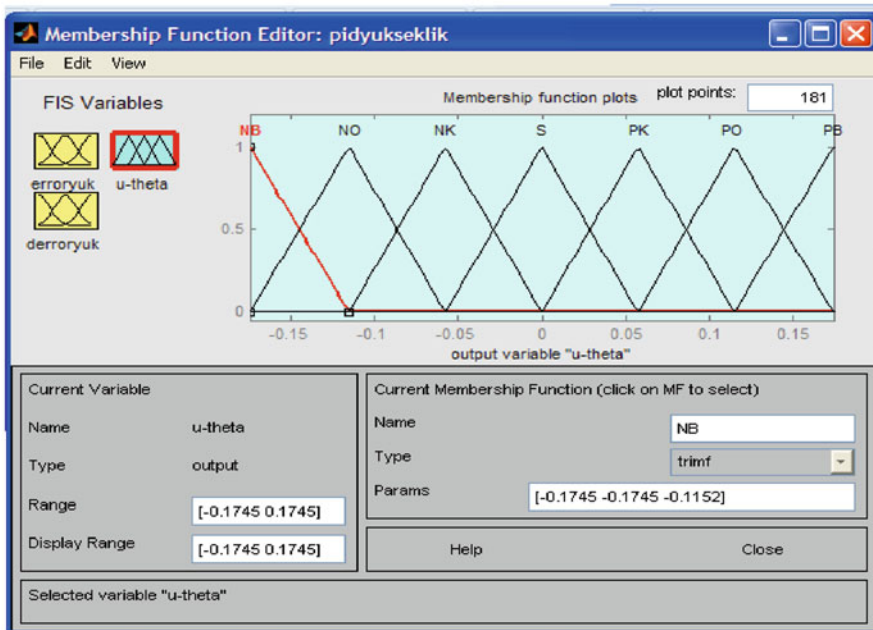 Membership Function Editor: pidyukseklik
File Edit View
FIS Variables
Membership function plots plot points: 181
erroryuk u-theta
derroryuk
NB NO NK S PK PO PB
1
0.5
0
-0.15 -0.1 -0.05 0 0.05 0.1 0.15
output variable "u-theta"
Current Variable
Name u-theta
Type output
Range [-0.1745 0.1745]
Display Range [-0.1745 0.1745]
Current Membership Function (click on MF to select)
Name NB
Type trimf
Params [-0.1745 -0.1745 -0.1152]
Help Close
Selected variable "u-theta"